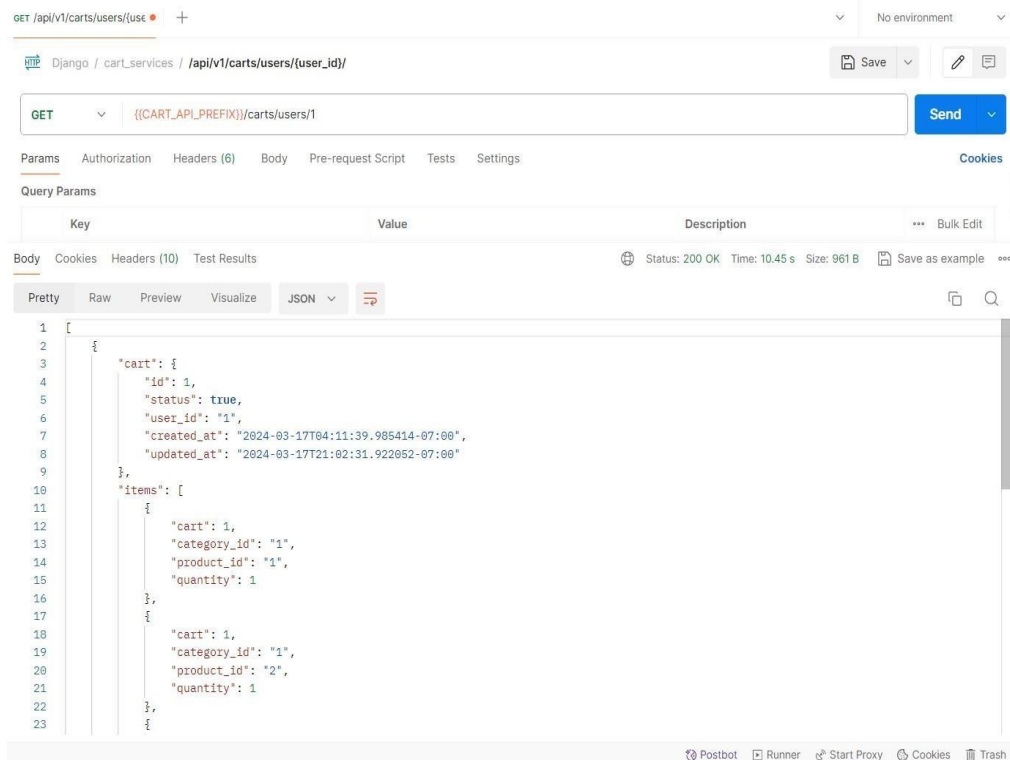 GET /api/v1/carts/users/{use
No environment
HTTP Django / cart_services / /api/v1/carts/users/{user_id}/
Save
GET {{CART_API_PREFIX}}/carts/users/1 Send
Params Authorization Headers (6) Body Pre-request Script Tests Settings Cookies
Query Params
Key Value Description Bulk Edit
Body Cookies Headers (10) Test Results Status: 200 OK Time: 10.45 s Size: 961 B Save as example
Pretty Raw Preview Visualize JSON
1 [
2 {
3 "cart": {
4 "id": 1,
5 "status": true,
6 "user_id": "1",
7 "created_at": "2024-03-17T04:11:39.985414-07:00",
8 "updated_at": "2024-03-17T21:02:31.922052-07:00"
9 },
10 "items": [
11 {
12 "cart": 1,
13 "category_id": "1",
14 "product_id": "1",
15 "quantity": 1
16 },
17 {
18 "cart": 1,
19 "category_id": "1",
20 "product_id": "2",
21 "quantity": 1
22 },
23 {
Postbot Runner Start Proxy Cookies Trash